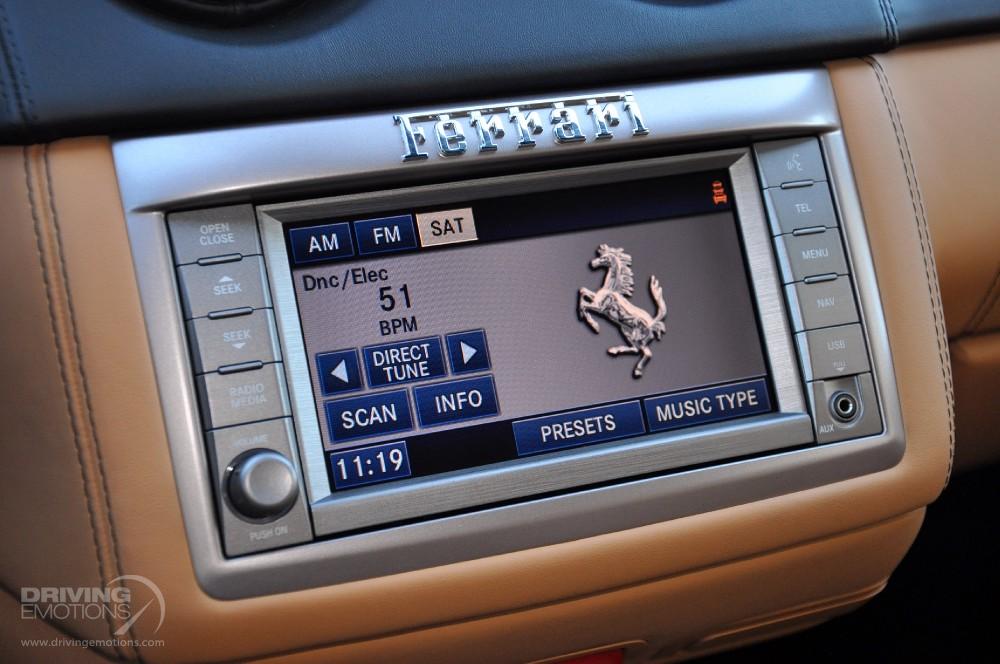 Ferrari
OPEN
CLOSE
SEEK
SEEK
RADIO
MEDIA
VOLUME
PUSH ON
AM FM SAT
Dnc/Elec
51
BPM
DIRECT
TUNE
SCAN INFO
PRESETS MUSIC TYPE
11:19
TEL
MENU
NAV
USB
PULL
AUX
DRIVING
EMOTIONS
www.drivingemotions.com